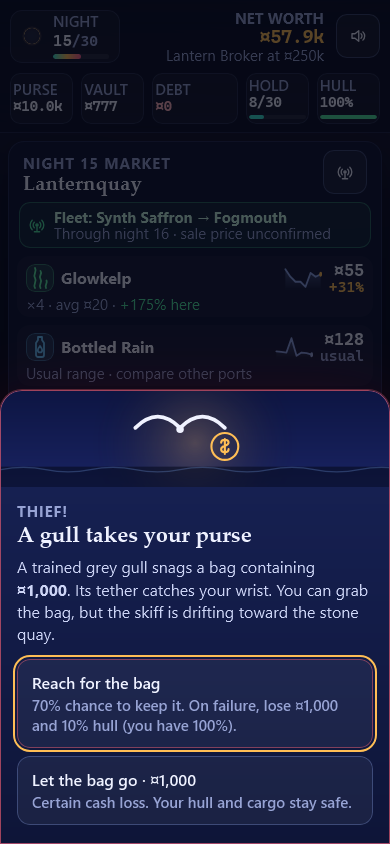 NIGHT
15/30
NET WORTH
¤57.9k
Lantern Broker at ¤250k
PURSE
¤10.0k
VAULT
¤777
DEBT
¤0
HOLD
8/30
HULL
100%
NIGHT 15 MARKET
Lanternquay
Fleet: Synth Saffron → Fogmouth
Through night 16 · sale price unconfirmed
Glowkelp
¤55
+31%
×4 · avg ¤20 · +175% here
Bottled Rain
¤128
usual
Usual range · compare other ports
THIEF!
A gull takes your purse
A trained grey gull snags a bag containing
¤1,000. Its tether catches your wrist. You can grab
the bag, but the skiff is drifting toward the stone
quay.
Reach for the bag
70% chance to keep it. On failure, lose ¤1,000
and 10% hull (you have 100%).
Let the bag go · ¤1,000
Certain cash loss. Your hull and cargo stay safe.